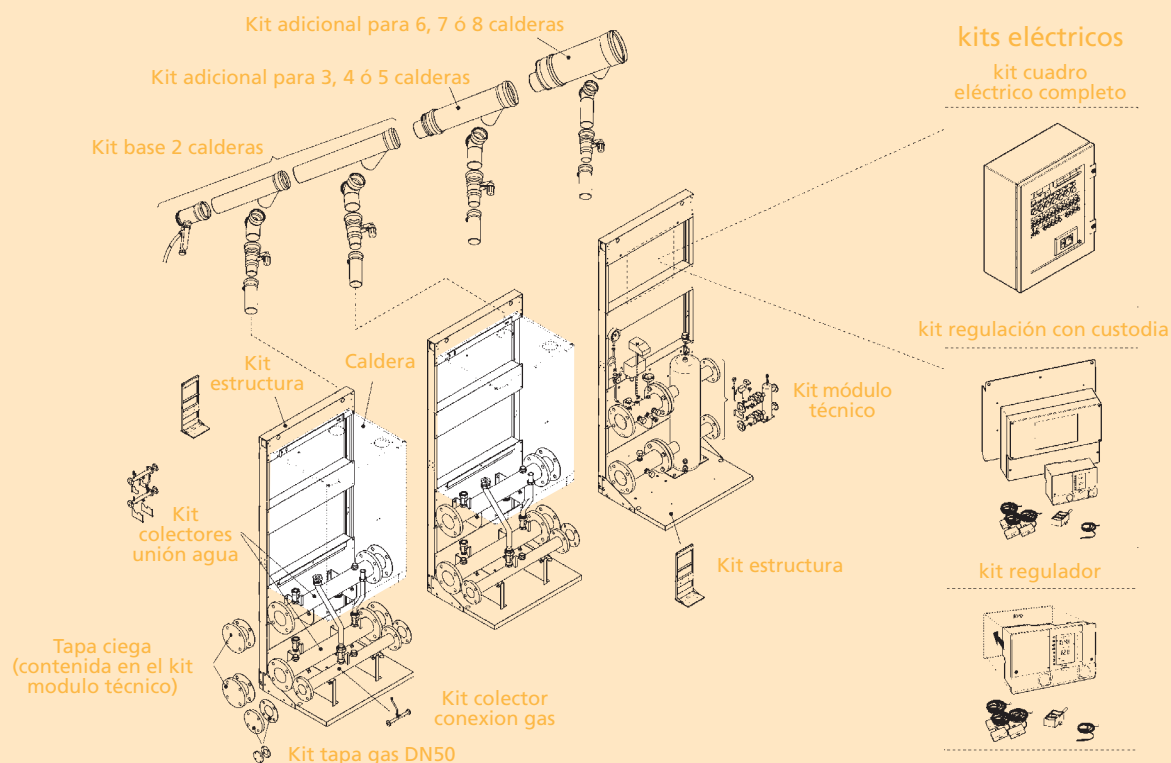 Kit adicional para 6, 7 ó 8 calderas
Kit adicional para 3, 4 ó 5 calderas
Kit base 2 calderas
kits eléctricos
kit cuadro
eléctrico completo
kit regulación con custodia
Kit
estructura
Caldera
Kit módulo
técnico
Kit
colectores
unión agua
Kit estructura
kit regulador
Tapa ciega
(contenida en el kit
modulo técnico)
Kit colector
conexion gas
Kit tapa gas DN50